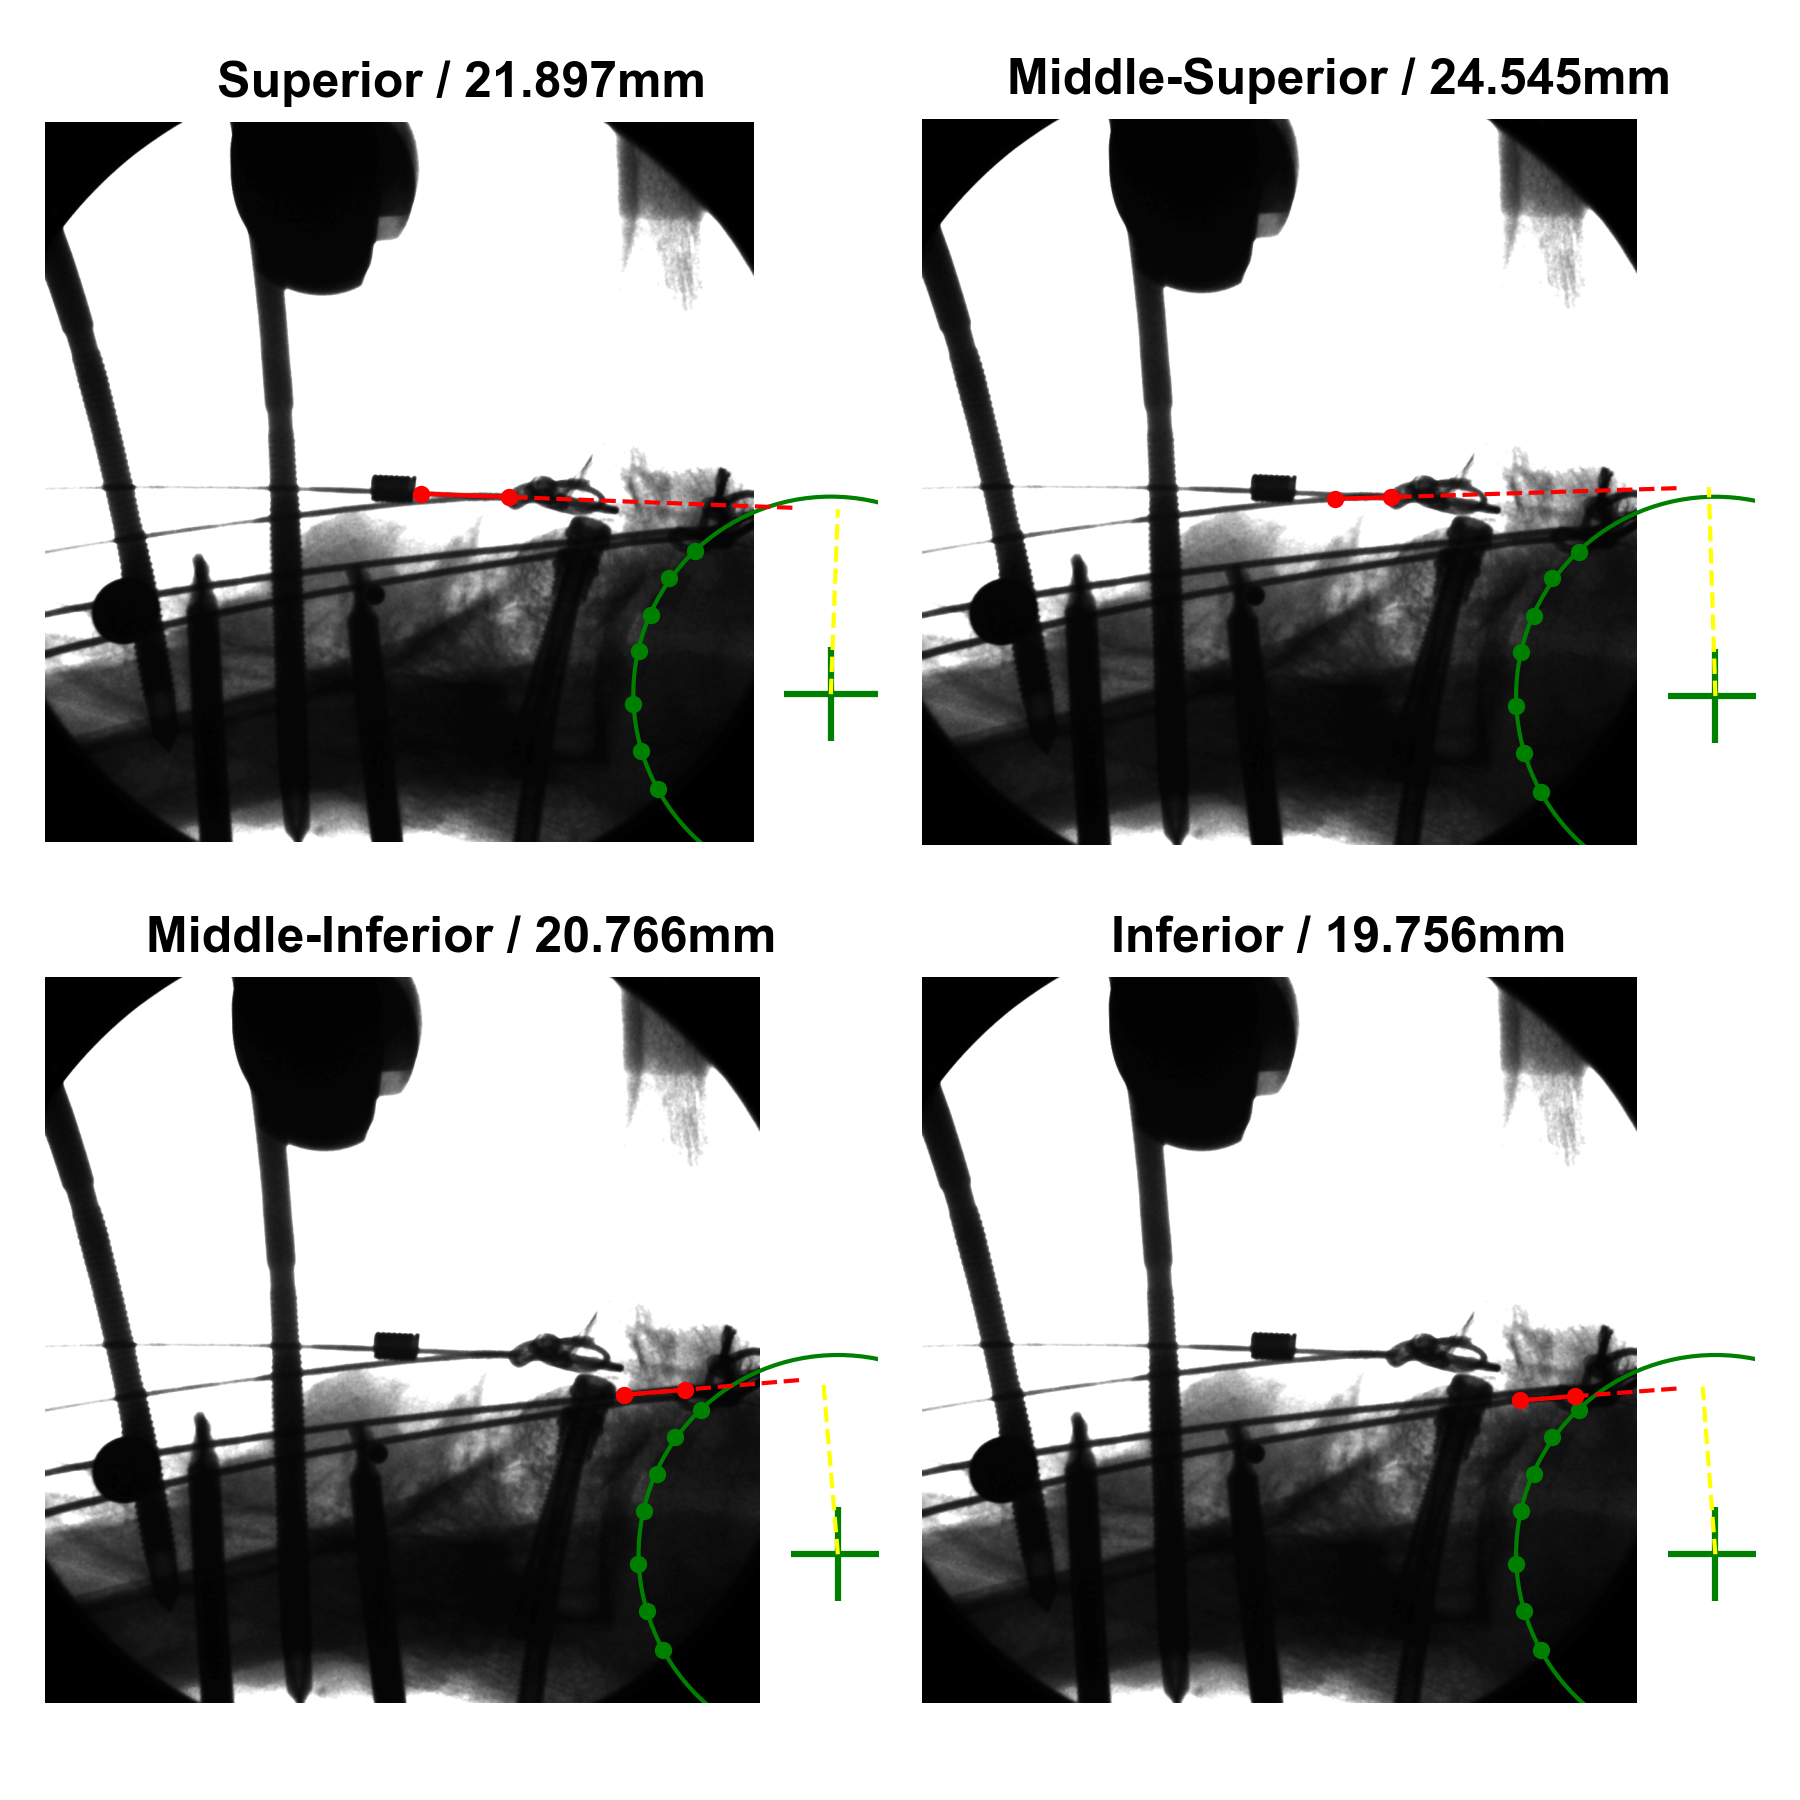 Superior / 21.897mm
Middle-Superior / 24.545mm
Middle-Inferior / 20.766mm
Inferior / 19.756mm